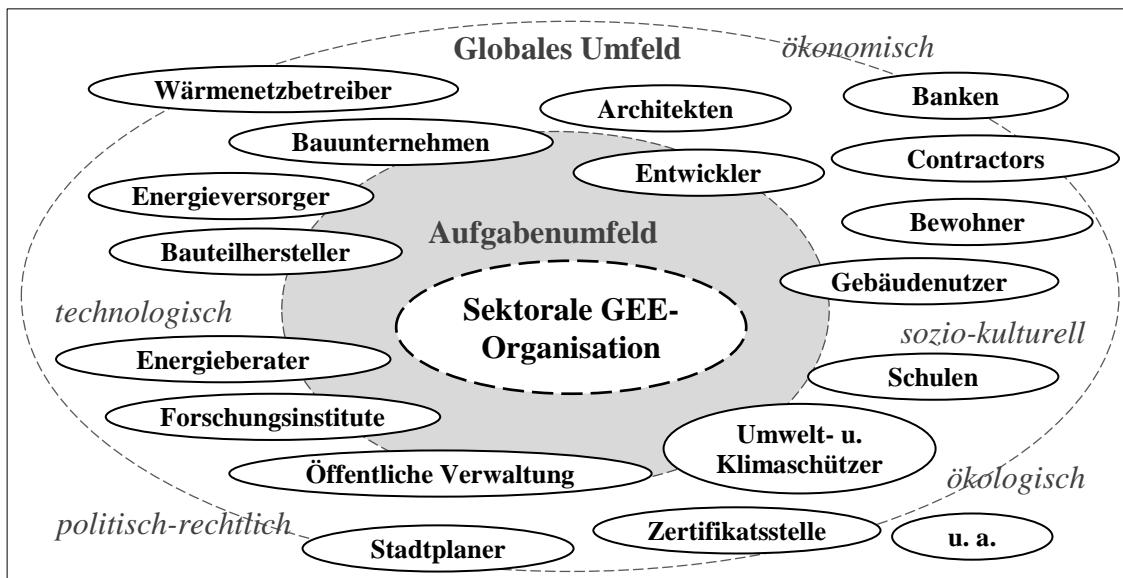 Globales Umfeld
ökonomisch
Wärmenetzbetreiber
Architekten
Banken
Bauunternehmen
Entwickler
Contractors
Energieversorger
Bewohner
Aufgabenumfeld
Bauteilhersteller
Gebäudenutzer
technologisch
Sektorale GEE-
Organisation
sozio-kulturell
Energieberater
Schulen
Forschungsinstitute
Umwelt- u.
Klimaschützer
Öffentliche Verwaltung
ökologisch
politisch-rechtlich
Zertifikatsstelle
u. a.
Stadtplaner